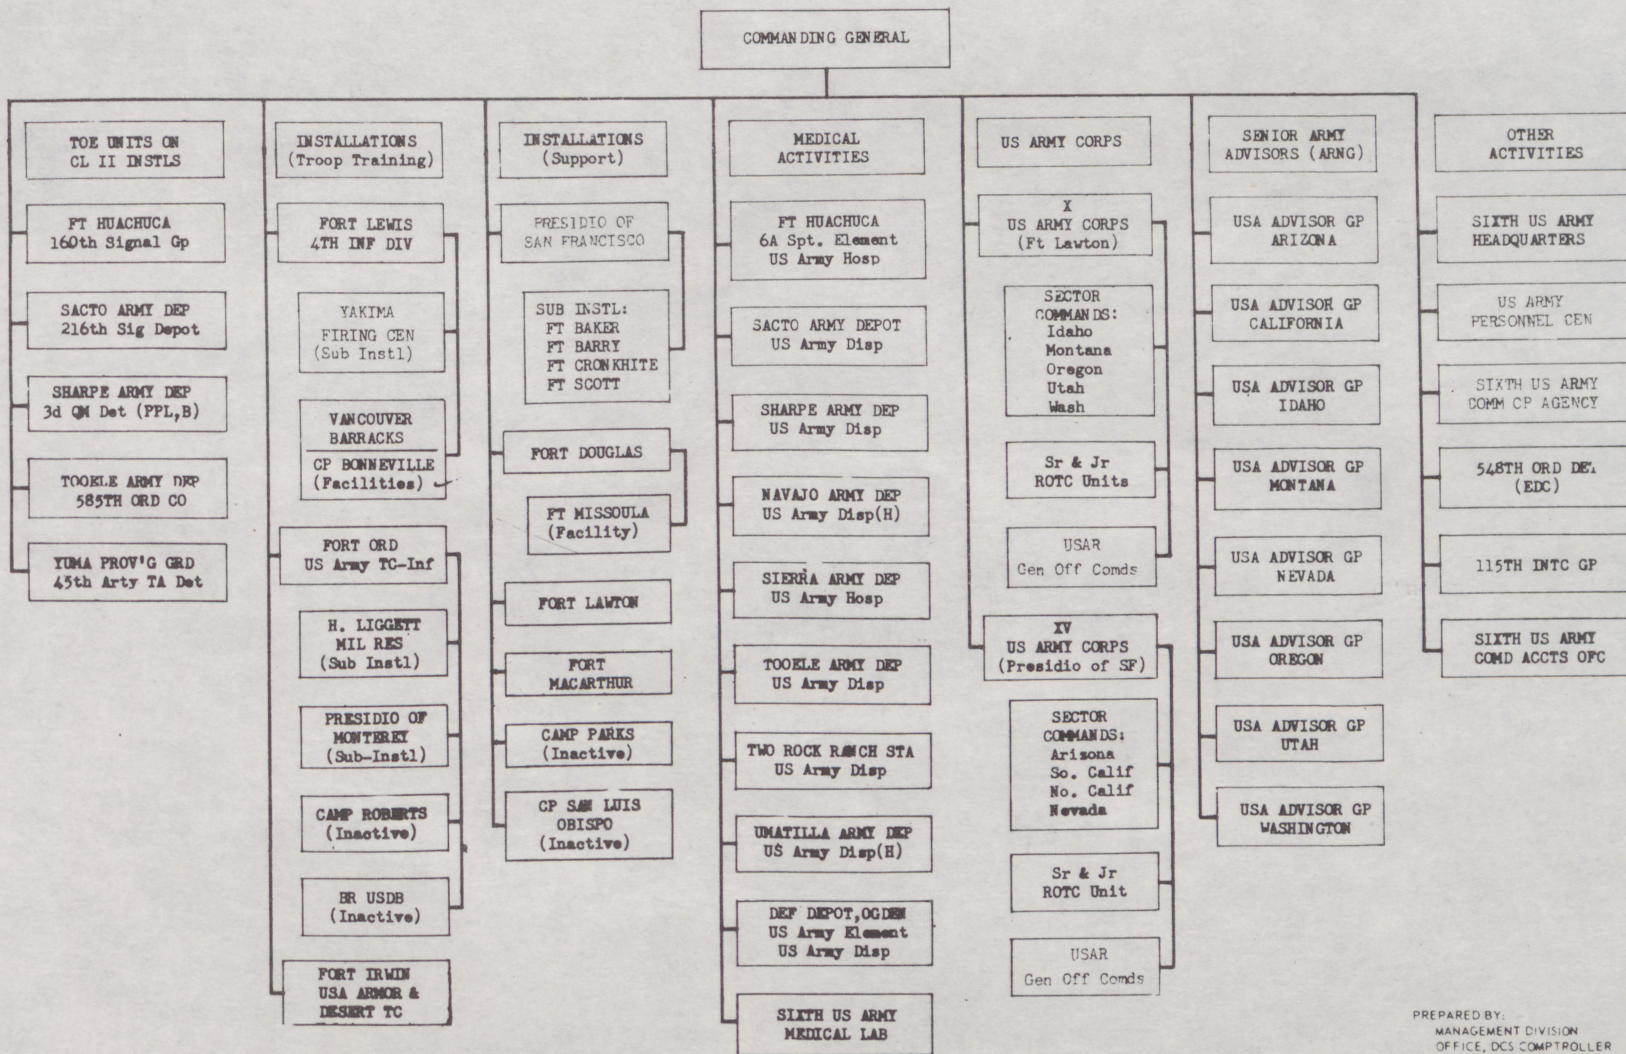 COMMANDING GENERAL
TOE UNITS ON
CL II INSTLS
FT HUACHUCA
160th Signal Gp
SACTO ARMY DEP
216th Sig Depot
SHARPE ARMY DEP
3d QM Det (PPL,B)
TOOELE ARMY DEP
585TH ORD CO
YUMA PROV'G GRD
45th Arty TA Det
INSTALLATIONS
(Troop Training)
FORT LEWIS
4TH INF DIV
YAKIMA
FIRING CEN
(Sub Instl)
VANCOUVER
BARRACKS
CP BONNEVILLE
(Facilities)
FORT ORD
US Army TC-Inf
H. LIGGETT
MIL RES
(Sub Instl)
PRESIDIO OF
MONTEREY
(Sub-Instl)
CAMP ROBERTS
(Inactive)
BR USDB
(Inactive)
FORT IRWIN
USA ARMOR &
DESERT TC
INSTALLATIONS
(Support)
PRESIDIO OF
SAN FRANCISCO
SUB INSTL:
FT BAKER
FT BARRY
FT CRONKHITE
FT SCOTT
FORT DOUGLAS
FT MISSOULA
(Facility)
FORT LAWTON
FORT
MACARTHUR
CAMP PARKS
(Inactive)
CP SAN LUIS
OBISPO
(Inactive)
MEDICAL
ACTIVITIES
FT HUACHUCA
6A Spt. Element
US Army Hosp
SACTO ARMY DEPOT
US Army Disp
SHARPE ARMY DEP
US Army Disp
NAVAJO ARMY DEP
US Army Disp(H)
SIERRA ARMY DEP
US Army Hosp
TOOELE ARMY DEP
US Army Disp
TWO ROCK RANCH STA
US Army Disp
UMATILLA ARMY DEP
US Army Disp(H)
DEF DEPOT,OGDEN
US Army Element
US Army Disp
SIXTH US ARMY
MEDICAL LAB
US ARMY CORPS
X
US ARMY CORPS
(Ft Lawton)
SECTOR
COMMANDS:
Idaho
Montana
Oregon
Utah
Wash
Sr & Jr
ROTC Units
USAR
Gen Off Comds
XV
US ARMY CORPS
(Presidio of SF)
SECTOR
COMMANDS:
Arizona
So. Calif
No. Calif
Nevada
Sr & Jr
ROTC Unit
USAR
Gen Off Comds
SENIOR ARMY
ADVISORS (ARNG)
USA ADVISOR GP
ARIZONA
USA ADVISOR GP
CALIFORNIA
USA ADVISOR GP
IDAHO
USA ADVISOR GP
MONTANA
USA ADVISOR GP
NEVADA
USA ADVISOR GP
OREGON
USA ADVISOR GP
UTAH
USA ADVISOR GP
WASHINGTON
OTHER
ACTIVITIES
SIXTH US ARMY
HEADQUARTERS
US ARMY
PERSONNEL CEN
SIXTH US ARMY
COMM CP AGENCY
548TH ORD DET
(EDC)
115TH INTC GP
SIXTH US ARMY
COMD ACCTS OFC
PREPARED BY:
MANAGEMENT DIVISION
OFFICE, DCS COMPTROLLER